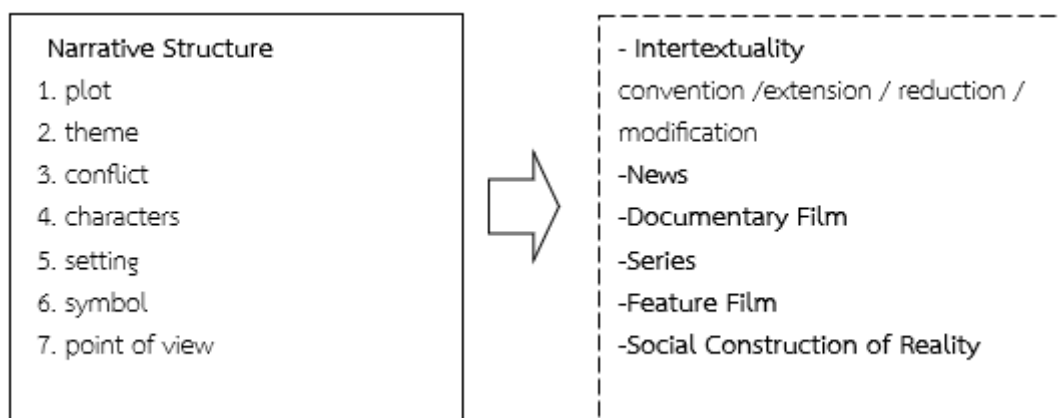 Narrative Structure
1. plot
2. theme
3. conflict
4. characters
5. setting
6. symbol
7. point of view
- Intertextuality
convention /extension / reduction /
modification
-News
-Documentary Film
-Series
-Feature Film
-Social Construction of Reality